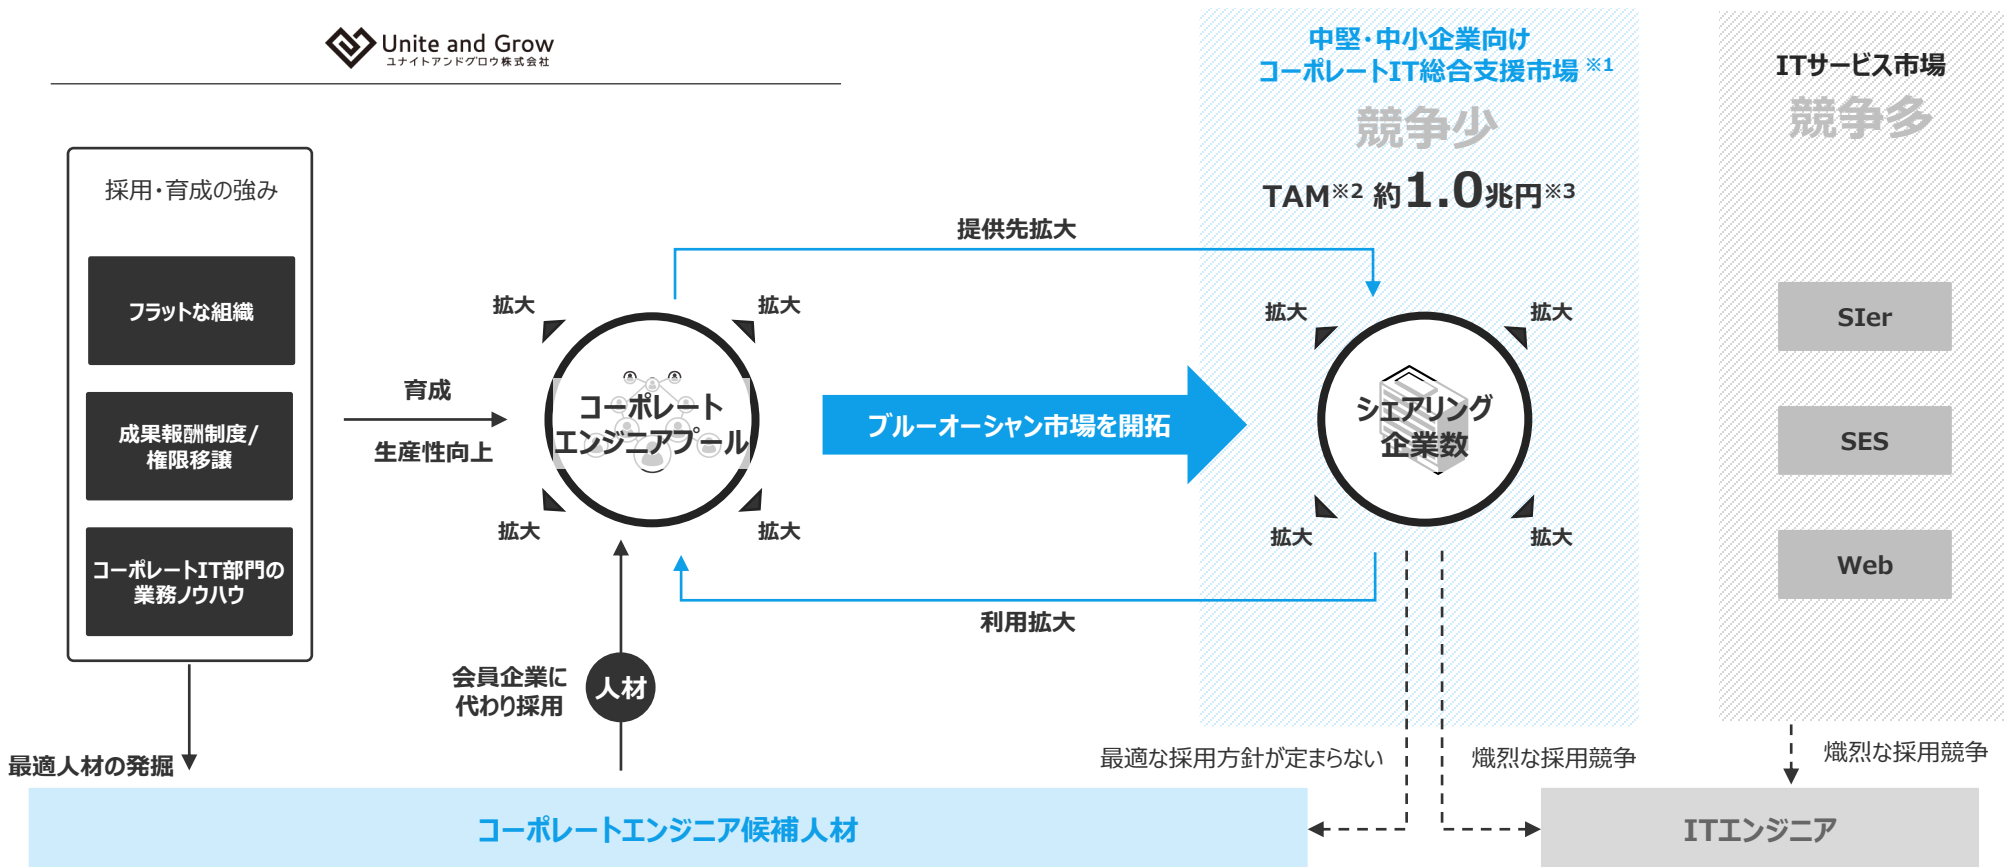 Unite and Grow
ユナイトアンドグロウ株式会社
採用・育成の強み
フラットな組織
成果報酬制度/
権限移譲
コーポレートIT部門の
業務ノウハウ
最適人材の発掘
育成
生産性向上
拡大
拡大
コーポレート
エンジニアプール
拡大
拡大
会員企業に
代わり採用
人材
提供先拡大
ブルーオーシャン市場を開拓
利用拡大
中堅・中小企業向け
コーポレートIT総合支援市場 ※1
競争少
TAM※2 約1.0兆円※3
拡大
拡大
シェアリング
企業数
拡大
拡大
最適な採用方針が定まらない
熾烈な採用競争
ITサービス市場
競争多
SIer
SES
Web
熾烈な採用競争
コーポレートエンジニア候補人材
ITエンジニア